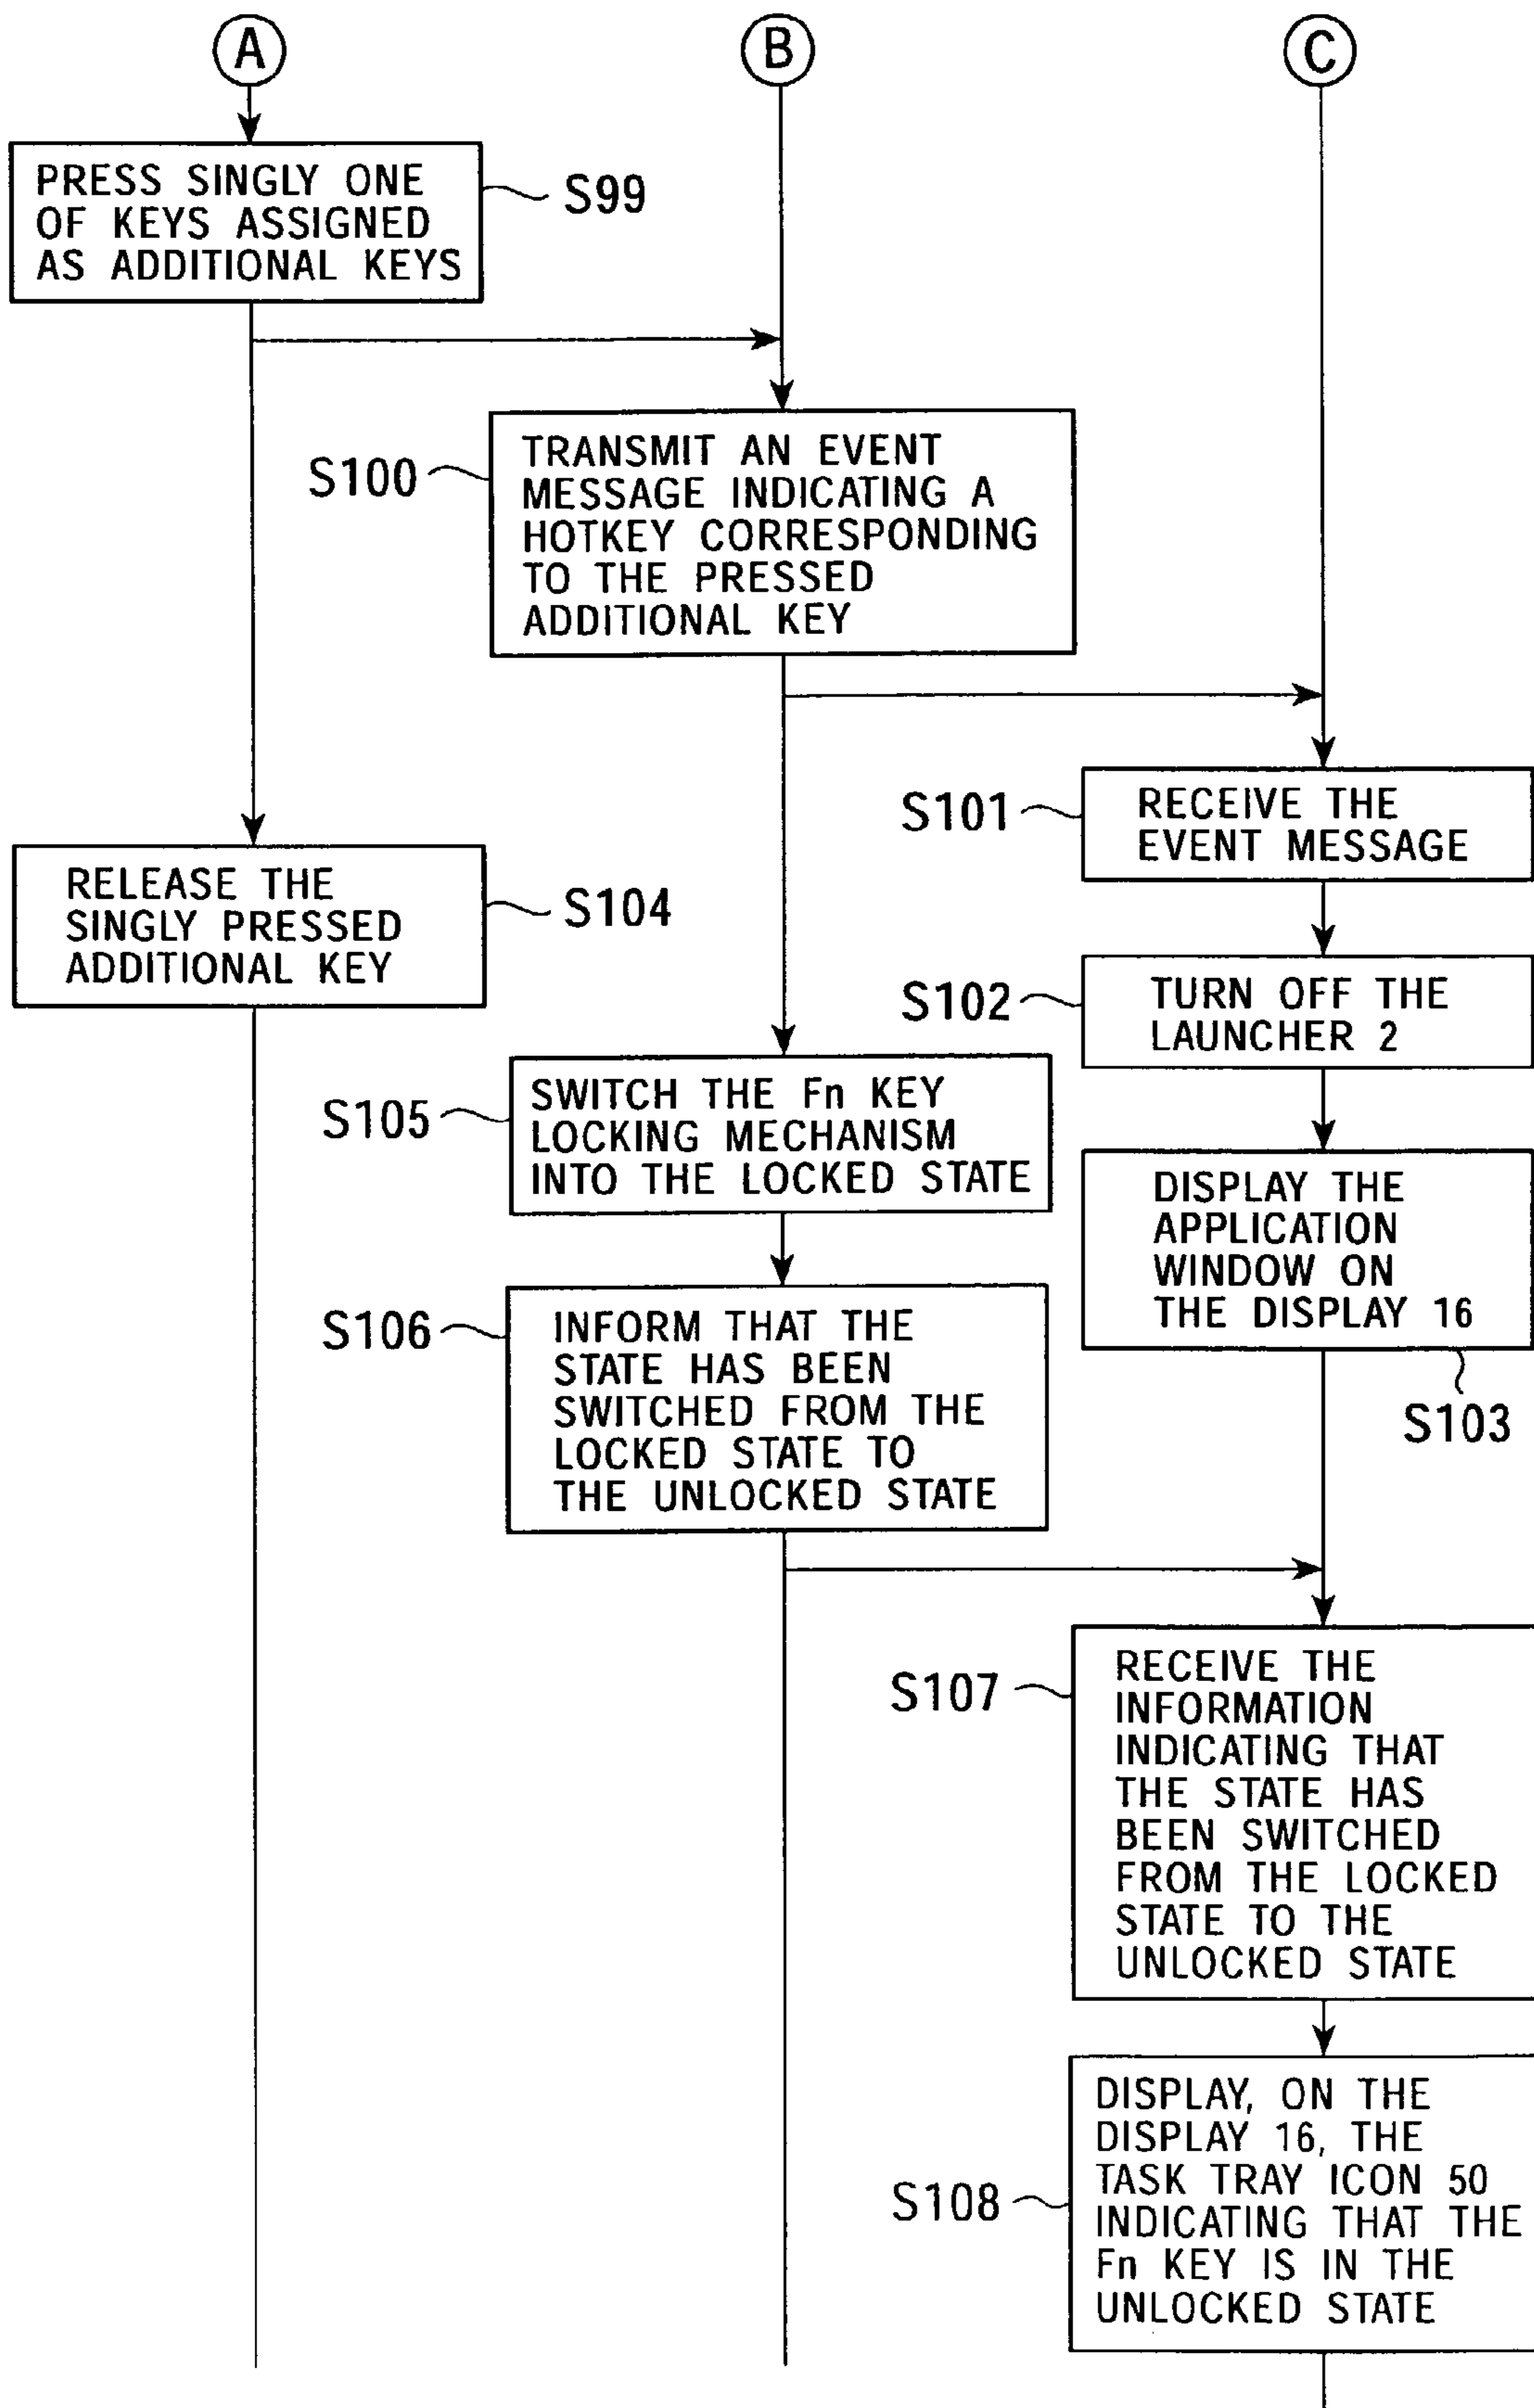 A
B
C
PRESS SINGLY ONE
OF KEYS ASSIGNED
AS ADDITIONAL KEYS
S99
S100
TRANSMIT AN EVENT
MESSAGE INDICATING A
HOTKEY CORRESPONDING
TO THE PRESSED
ADDITIONAL KEY
S101
RECEIVE THE
EVENT MESSAGE
RELEASE THE
SINGLY PRESSED
ADDITIONAL KEY
S104
S102
TURN OFF THE
LAUNCHER 2
S105
SWITCH THE Fn KEY
LOCKING MECHANISM
INTO THE LOCKED STATE
DISPLAY THE
APPLICATION
WINDOW ON
THE DISPLAY 16
S103
S106
INFORM THAT THE
STATE HAS BEEN
SWITCHED FROM THE
LOCKED STATE TO
THE UNLOCKED STATE
S107
RECEIVE THE
INFORMATION
INDICATING THAT
THE STATE HAS
BEEN SWITCHED
FROM THE LOCKED
STATE TO THE
UNLOCKED STATE
S108
DISPLAY, ON THE
DISPLAY 16, THE
TASK TRAY ICON 50
INDICATING THAT THE
Fn KEY IS IN THE
UNLOCKED STATE